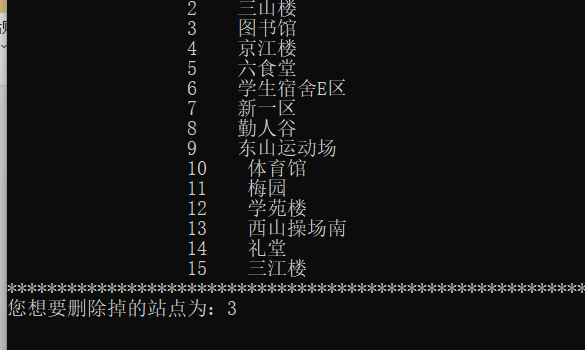 2 三山楼
3 图书馆
4 京江楼
5 六食堂
6 学生宿舍E区
7 新一区
8 勤人谷
9 东山运动场
10 体育馆
11 梅园
12 学苑楼
13 西山操场南
14 礼堂
15 三江楼
***********************************************************
您想要删除掉的站点为：3